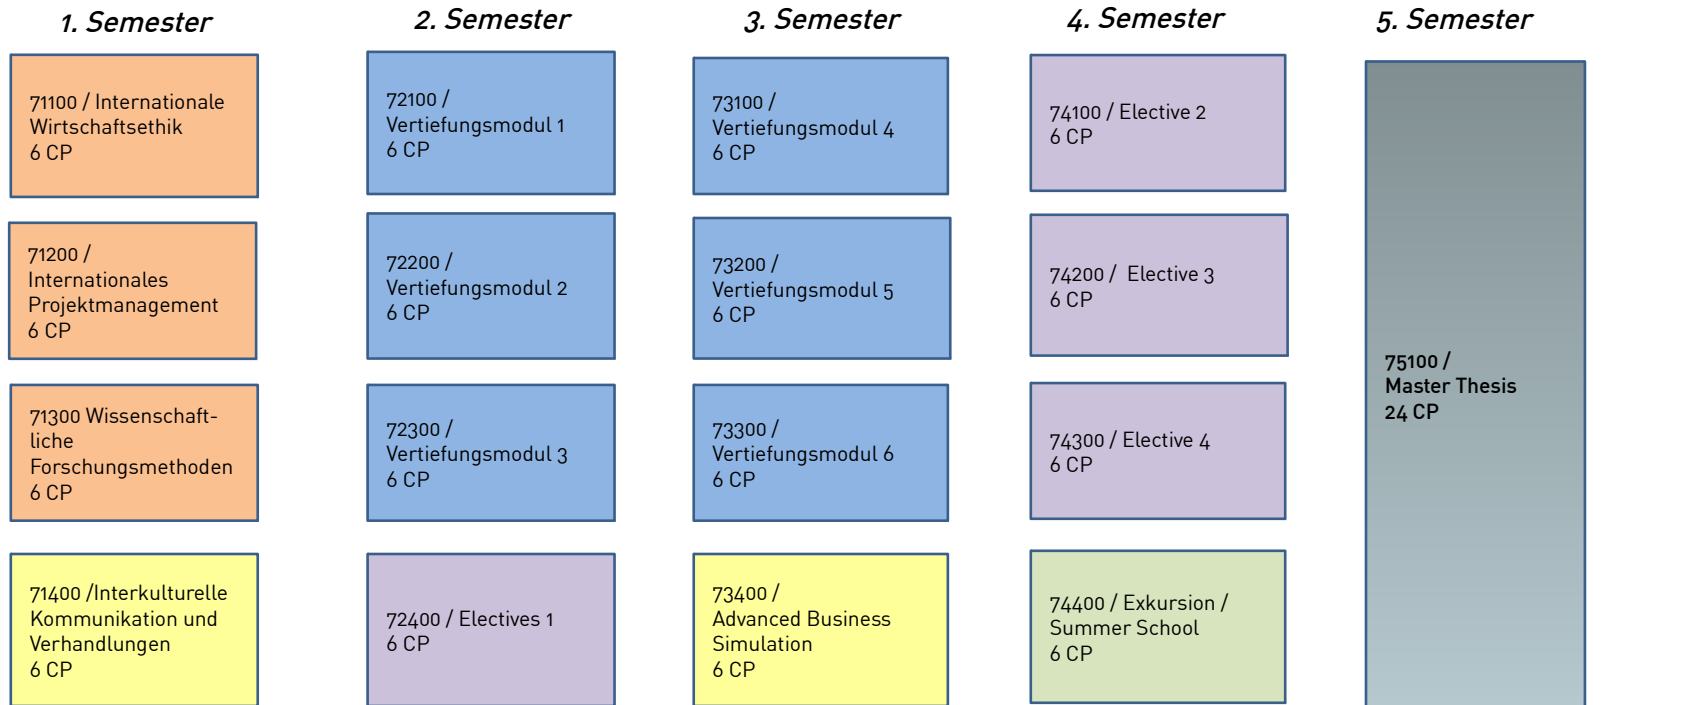 1. Semester
71100 / Internationale
Wirtschaftsethik
6 CP
71200 /
Internationales
Projektmanagement
6 CP
71300 Wissenschaft-
liche
Forschungsmethoden
6 CP
71400 /Interkulturelle
Kommunikation und
Verhandlungen
6 CP
2. Semester
72100 /
Vertiefungsmodul 1
6 CP
72200 /
Vertiefungsmodul 2
6 CP
72300 /
Vertiefungsmodul 3
6 CP
72400 / Electives 1
6 CP
3. Semester
73100 /
Vertiefungsmodul 4
6 CP
73200 /
Vertiefungsmodul 5
6 CP
73300 /
Vertiefungsmodul 6
6 CP
73400 /
Advanced Business
Simulation
6 CP
4. Semester
74100 / Elective 2
6 CP
74200 /  Elective 3
6 CP
74300 / Elective 4
6 CP
74400 / Exkursion /
Summer School
6 CP
5. Semester
75100 /
Master Thesis
24 CP